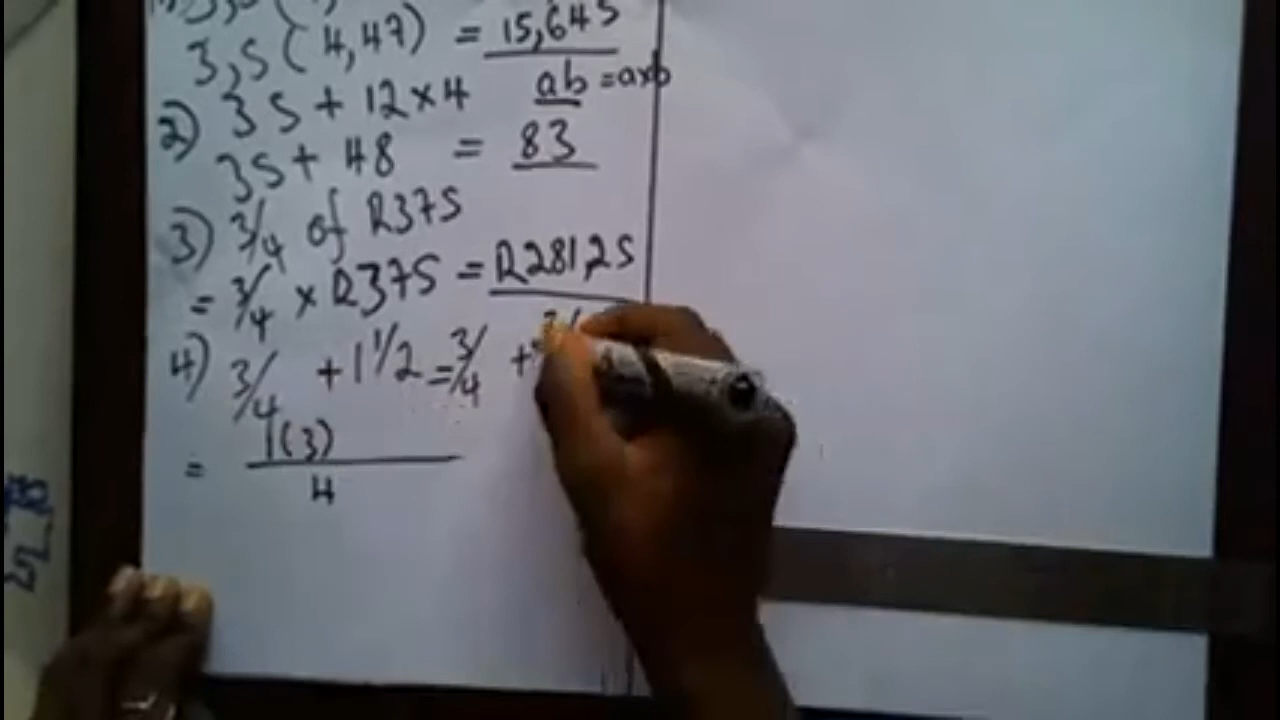 3,5(4,47) = 15,645
ab = axb
2) 35 + 12 × 4
35 + 48 = 83
3) 3/4 of R375
= 3/4 × R375 = R281,25
4) 3/4 + 1 1/2 = 3/4 +
= 1(3)
4